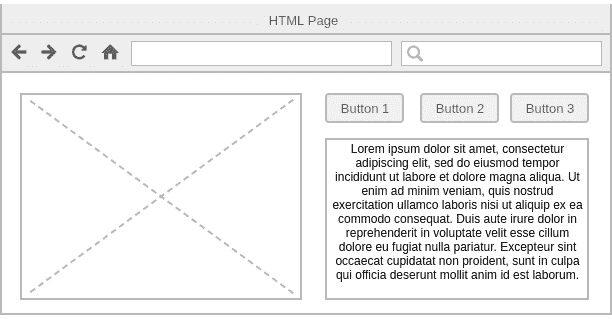 HTML Page
Button 1 Button 2 Button 3
Lorem ipsum dolor sit amet, consectetur
adipiscing elit, sed do eiusmod tempor
incididunt ut labore et dolore magna aliqua. Ut
enim ad minim veniam, quis nostrud
exercitation ullamco laboris nisi ut aliquip ex ea
commodo consequat. Duis aute irure dolor in
reprehenderit in voluptate velit esse cillum
dolore eu fugiat nulla pariatur. Excepteur sint
occaecat cupidatat non proident, sunt in culpa
qui officia deserunt mollit anim id est laborum.